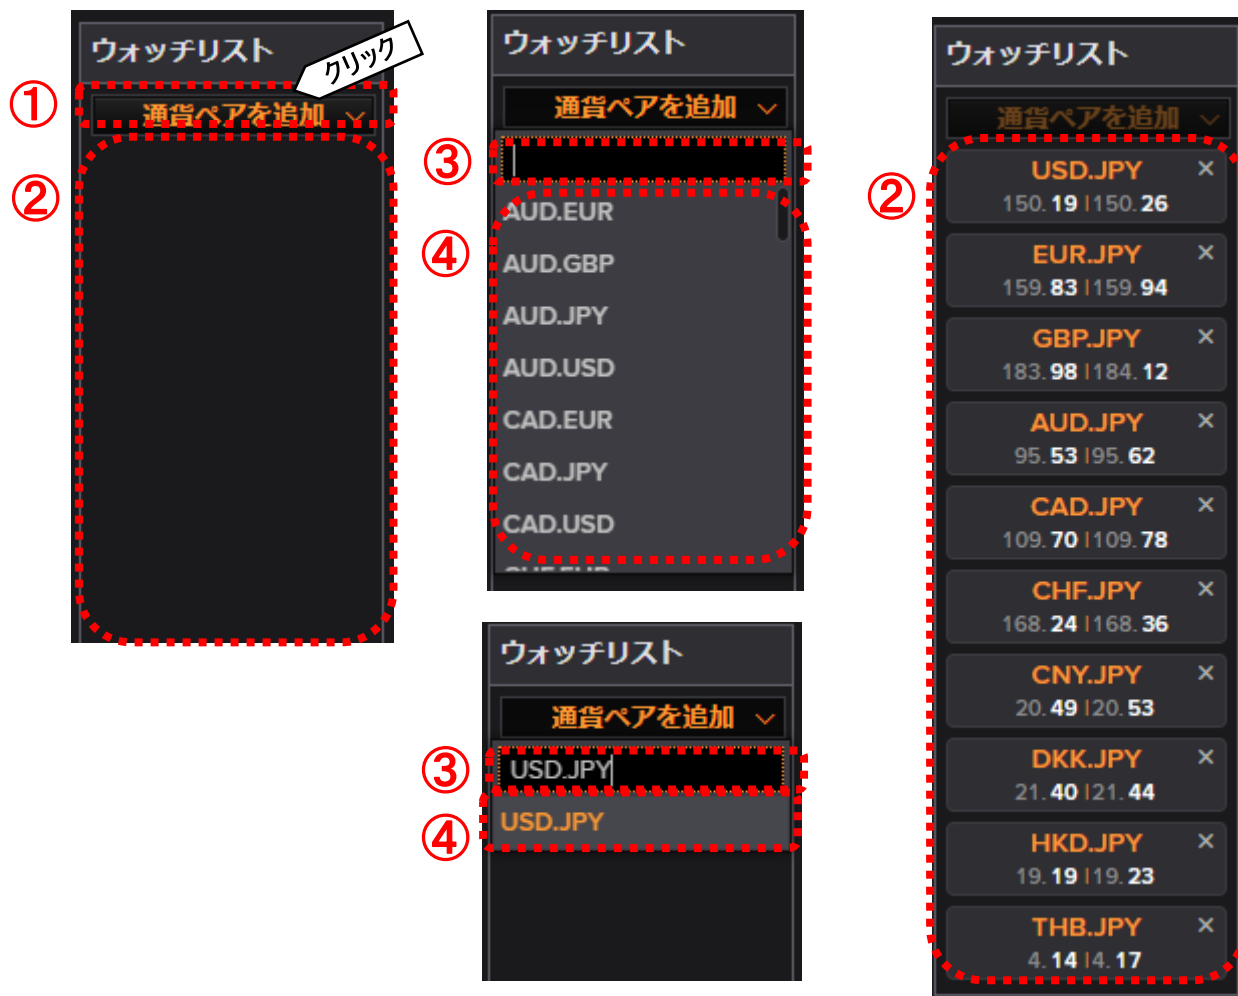 ウォッチリスト
クリック
①
通貨ペアを追加
②
ウォッチリスト
通貨ペアを追加
③
④
AUD.EUR
AUD.GBP
AUD.JPY
AUD.USD
CAD.EUR
CAD.JPY
CAD.USD
ウォッチリスト
通貨ペアを追加
③
USD.JPY
④
USD.JPY
ウォッチリスト
通貨ペアを追加
②
USD.JPY ×
150.19 | 150.26
EUR.JPY ×
159.83 | 159.94
GBP.JPY ×
183.98 | 184.12
AUD.JPY ×
95.53 | 95.62
CAD.JPY ×
109.70 | 109.78
CHF.JPY ×
168.24 | 168.36
CNY.JPY ×
20.49 | 20.53
DKK.JPY ×
21.40 | 21.44
HKD.JPY ×
19.19 | 19.23
THB.JPY ×
4.14 | 4.17